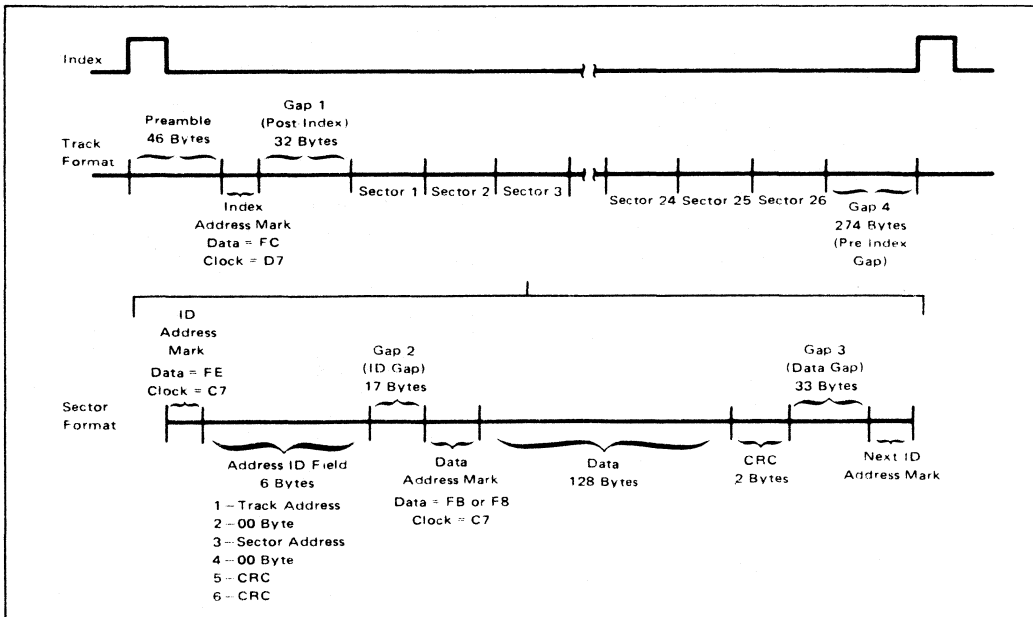 Index
Track
Format
Preamble
46 Bytes
Gap 1
(Post-Index)
32 Bytes
Index
Address Mark
Data = FC
Clock = D7
Sector 1
Sector 2
Sector 3
Sector 24
Sector 25
Sector 26
Gap 4
274 Bytes
(Pre Index
Gap)
Sector
Format
ID
Address
Mark
Data = FE
Clock = C7
Address ID Field
6 Bytes
1 – Track Address
2 – 00 Byte
3 – Sector Address
4 – 00 Byte
5 – CRC
6 – CRC
Gap 2
(ID Gap)
17 Bytes
Data
Address Mark
Data = FB or F8
Clock = C7
Data
128 Bytes
CRC
2 Bytes
Gap 3
(Data Gap)
33 Bytes
Next ID
Address Mark